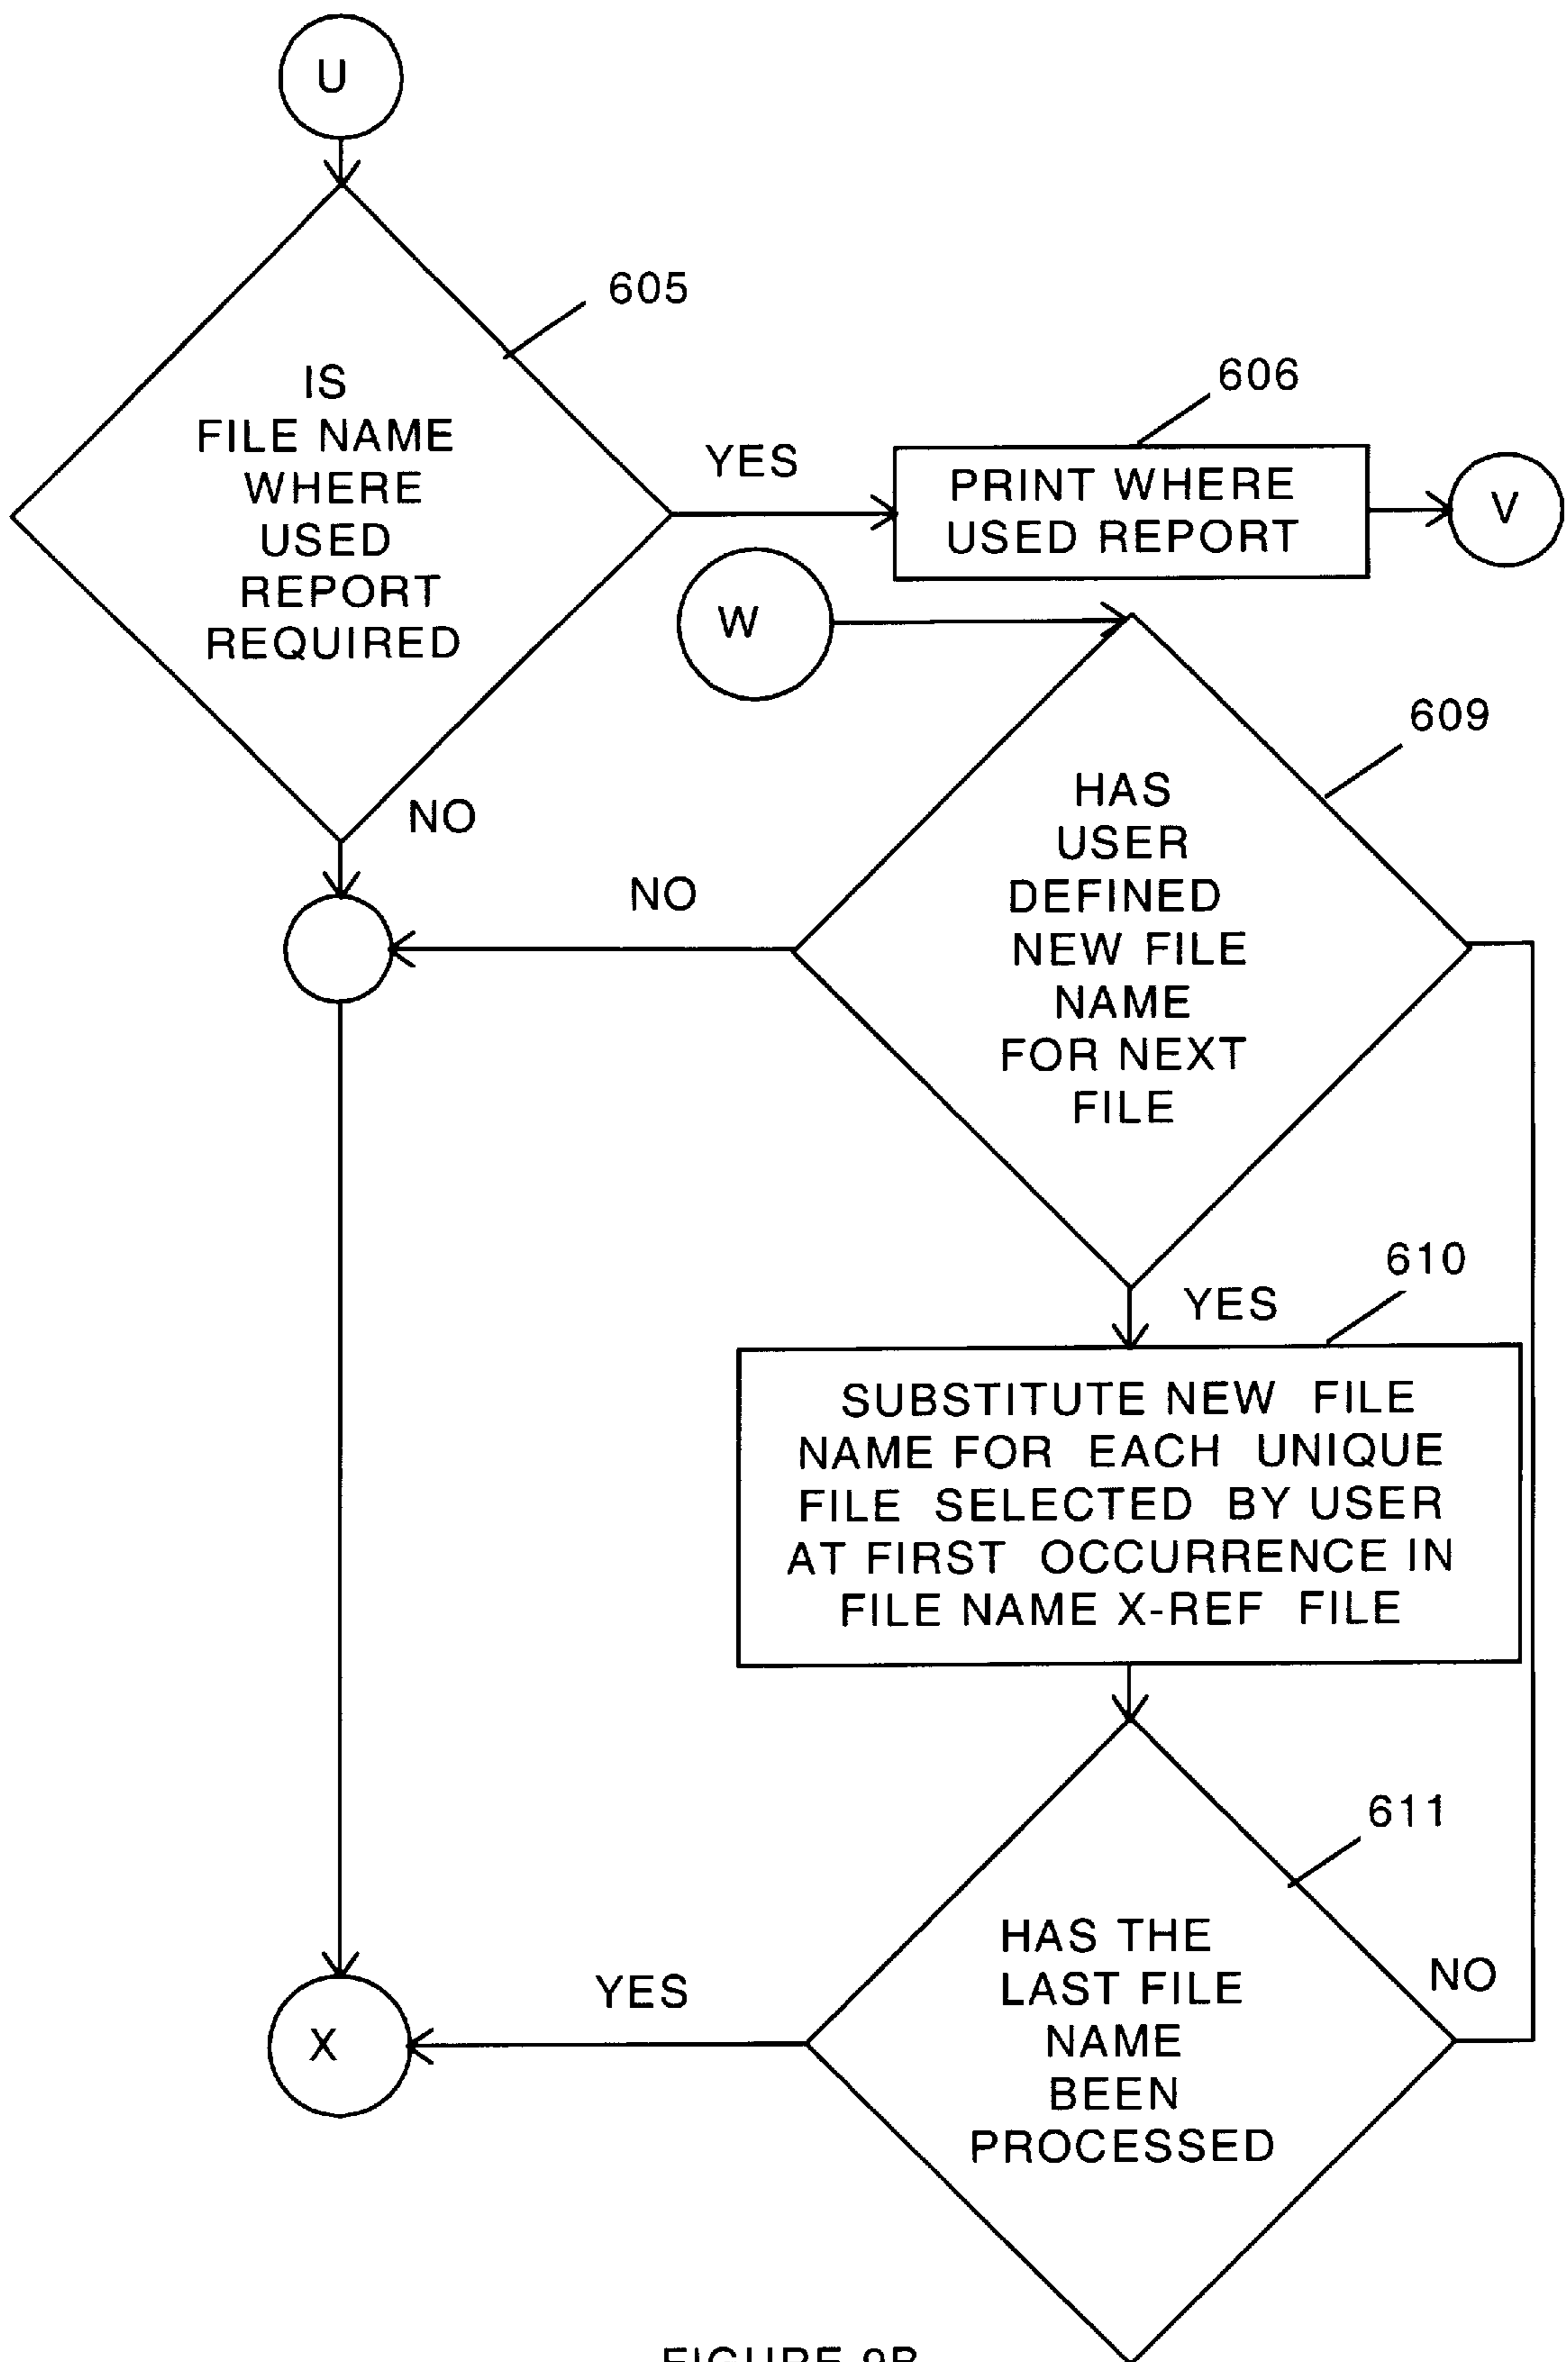 U
605
IS
FILE NAME
WHERE
USED
REPORT
REQUIRED
YES
606
PRINT WHERE
USED REPORT
V
W
NO
609
HAS
USER
DEFINED
NEW FILE
NAME
FOR NEXT
FILE
NO
YES
610
SUBSTITUTE NEW FILE
NAME FOR EACH UNIQUE
FILE SELECTED BY USER
AT FIRST OCCURRENCE IN
FILE NAME X-REF FILE
611
HAS THE
LAST FILE
NAME
BEEN
PROCESSED
NO
YES
X
FIGURE 9B